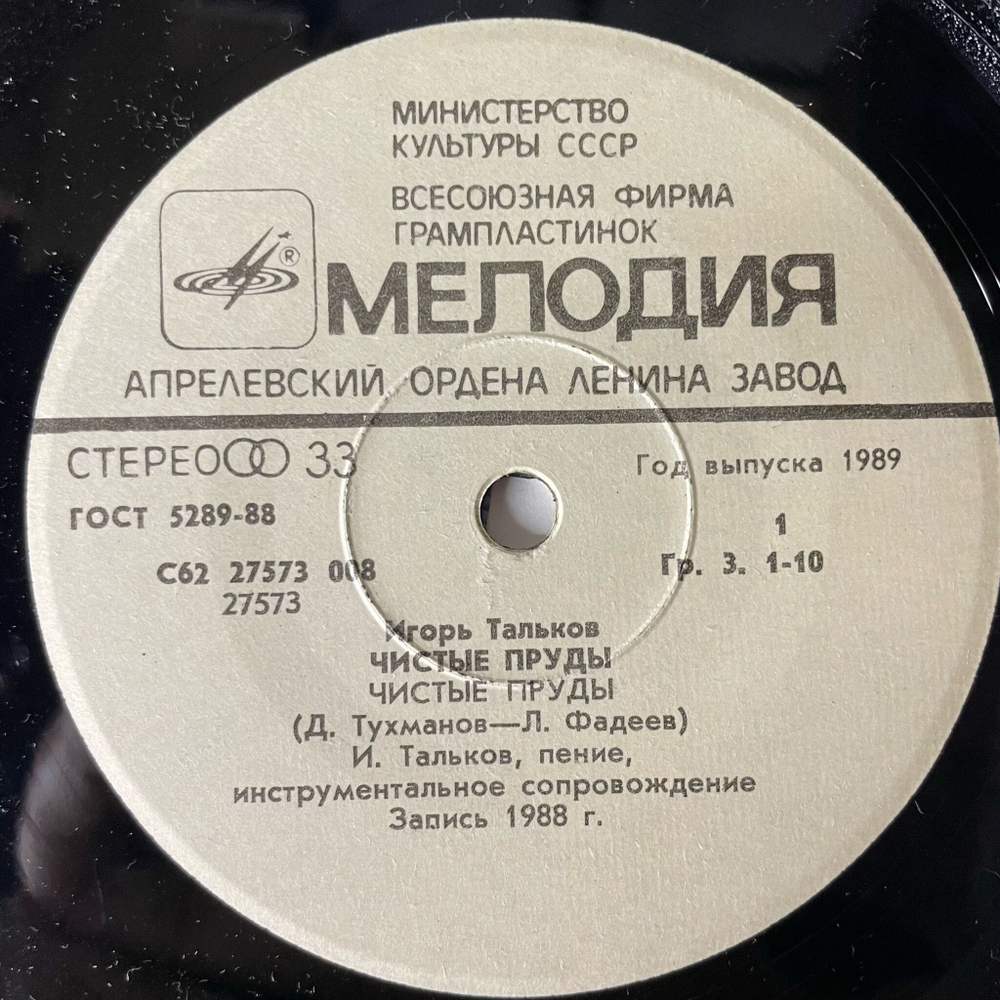 МИНИСТЕРСТВО
КУЛЬТУРЫ СССР
ВСЕСОЮЗНАЯ ФИРМА
ГРАМПЛАСТИНОК
®
МЕЛОДИЯ
АПРЕЛЕВСКИЙ ОРДЕНА ЛЕНИНА ЗАВОД
СТЕРЕО 33
Год выпуска 1989
ГОСТ 5289-88
1
С62 27573 008
Гр. 3. 1-10
27573
Игорь Тальков
ЧИСТЫЕ ПРУДЫ
ЧИСТЫЕ ПРУДЫ
(Д. Тухманов—Л. Фадеев)
И. Тальков, пение,
инструментальное сопровождение
Запись 1988 г.